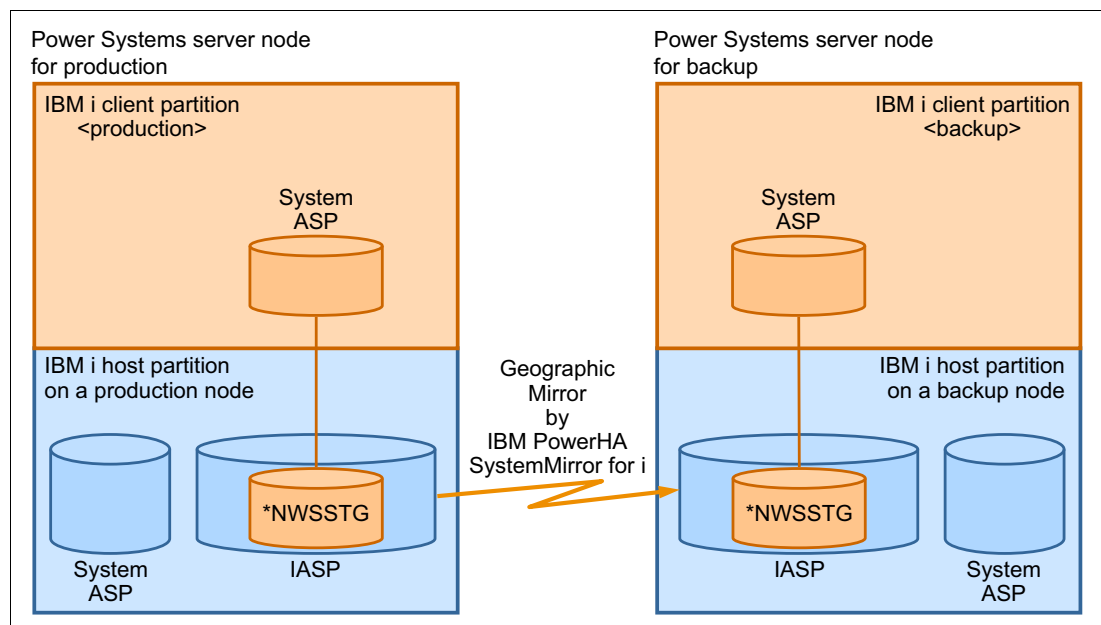 Power Systems server node
for production
IBM i client partition
<production>
System
ASP
IBM i host partition
on a production node
*NWSSTG
System
ASP
IASP
Geographic
Mirror
by
IBM PowerHA
SystemMirror for i
Power Systems server node
for backup
IBM i client partition
<backup>
System
ASP
IBM i host partition
on a backup node
*NWSSTG
IASP
System
ASP